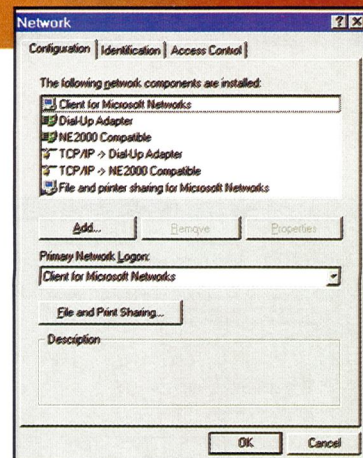 Network
Configuration Identification Access Control
The following network components are installed:
Client for Microsoft Networks
Dial-Up Adapter
NE2000 Compatible
TCP/IP -> Dial-Up Adapter
TCP/IP -> NE2000 Compatible
File and printer sharing for Microsoft Networks
Add... Remove Properties
Primary Network Logon:
Client for Microsoft Networks
File and Print Sharing...
Description
OK Cancel